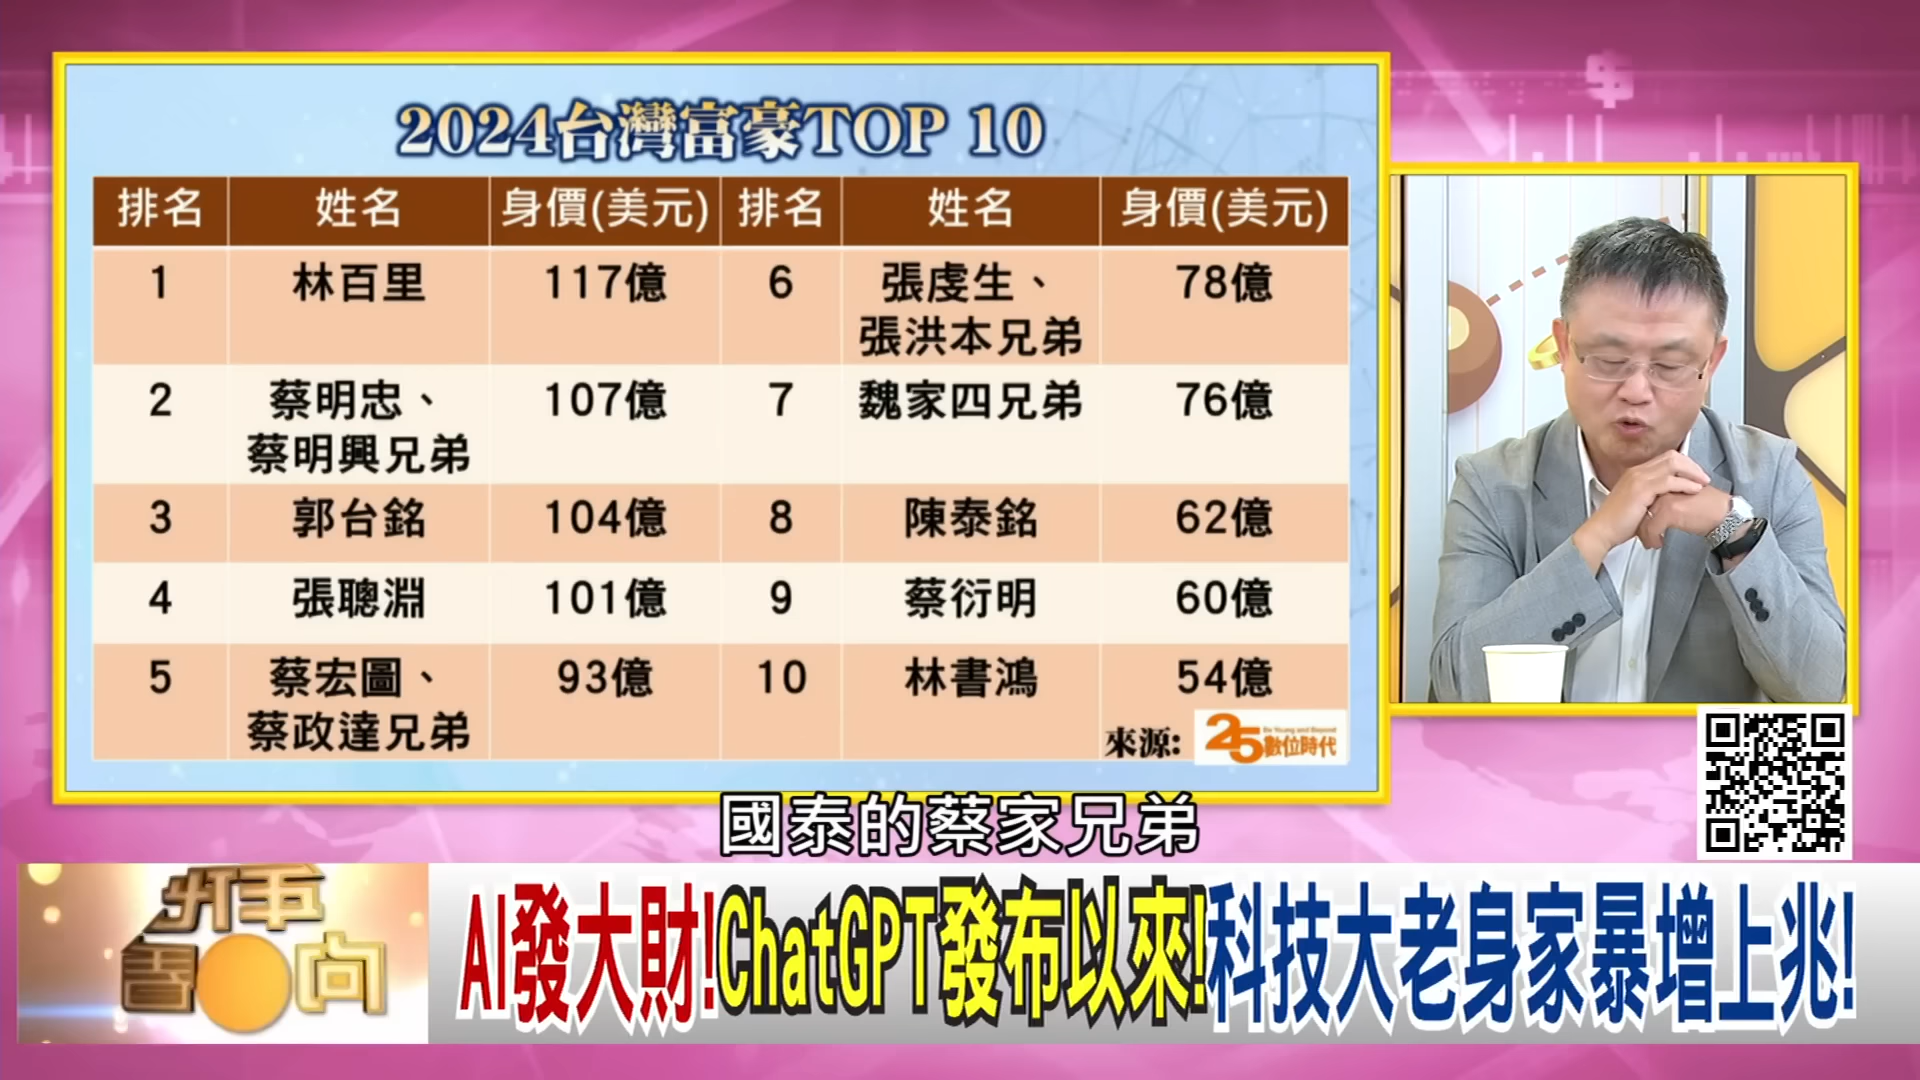 2024台灣富豪TOP 10
排名 姓名 身價(美元) 排名 姓名 身價(美元)
1 林百里 117億 6 張虔生、張洪本兄弟 78億
2 蔡明忠、蔡明興兄弟 107億 7 魏家四兄弟 76億
3 郭台銘 104億 8 陳泰銘 62億
4 張聰淵 101億 9 蔡衍明 60億
5 蔡宏圖、蔡政達兄弟 93億 10 林書鴻 54億
來源: 25 數位時代
國泰的蔡家兄弟
AI發大財!ChatGPT發布以來!科技大老身家暴增上兆!